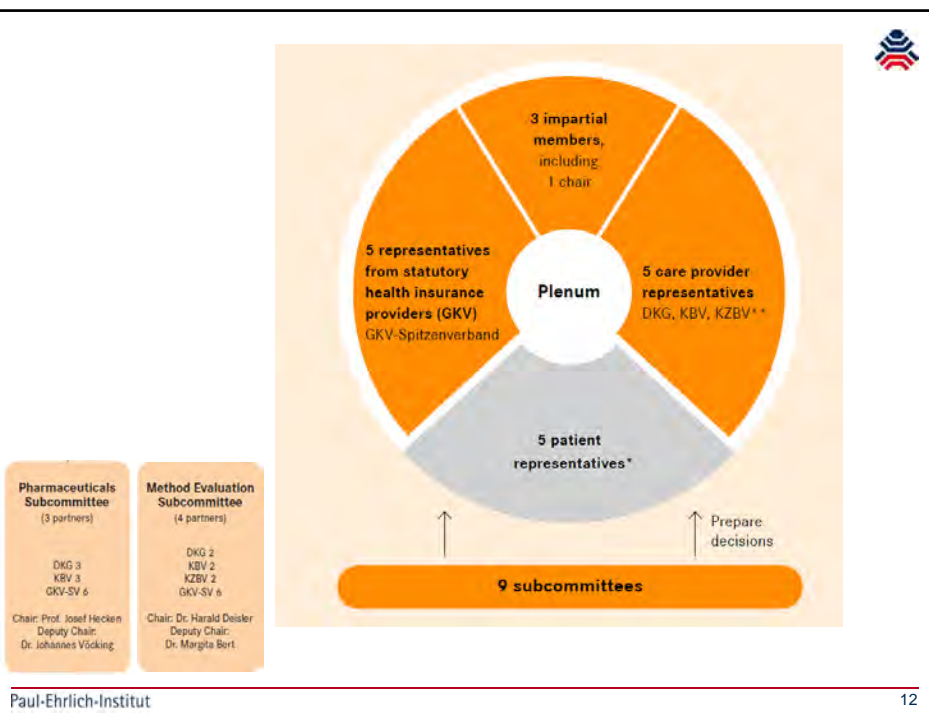 3 impartial
members,
including
1 chair
5 representatives
from statutory
health insurance
providers (GKV)
GKV-Spitzenverband
Plenum
5 care provider
representatives
DKG, KBV, KZBV**
5 patient
representatives*
Prepare
decisions
9 subcommittees
Pharmaceuticals
Subcommittee
(3 partners)
DKG 3
KBV 3
GKV-SV 6
Chair: Prof. Josef Hecken
Deputy Chair:
Dr. Johannes Vöcking
Method Evaluation
Subcommittee
(4 partners)
DKG 2
KBV 2
KZBV 2
GKV-SV 6
Chair: Dr. Harald Deisler
Deputy Chair:
Dr. Margita Bert
Paul-Ehrlich-Institut
12